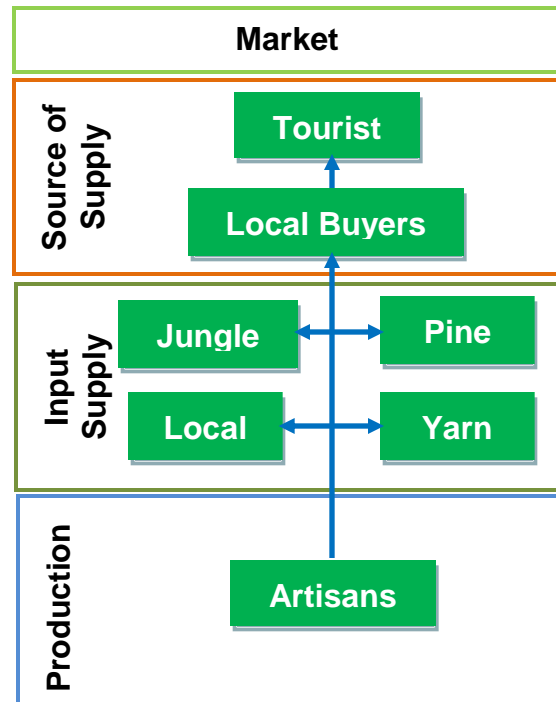 Market
Source of
Supply
Tourist
Local Buyers
Input
Supply
Jungle
Pine
Local
Yarn
Production
Artisans